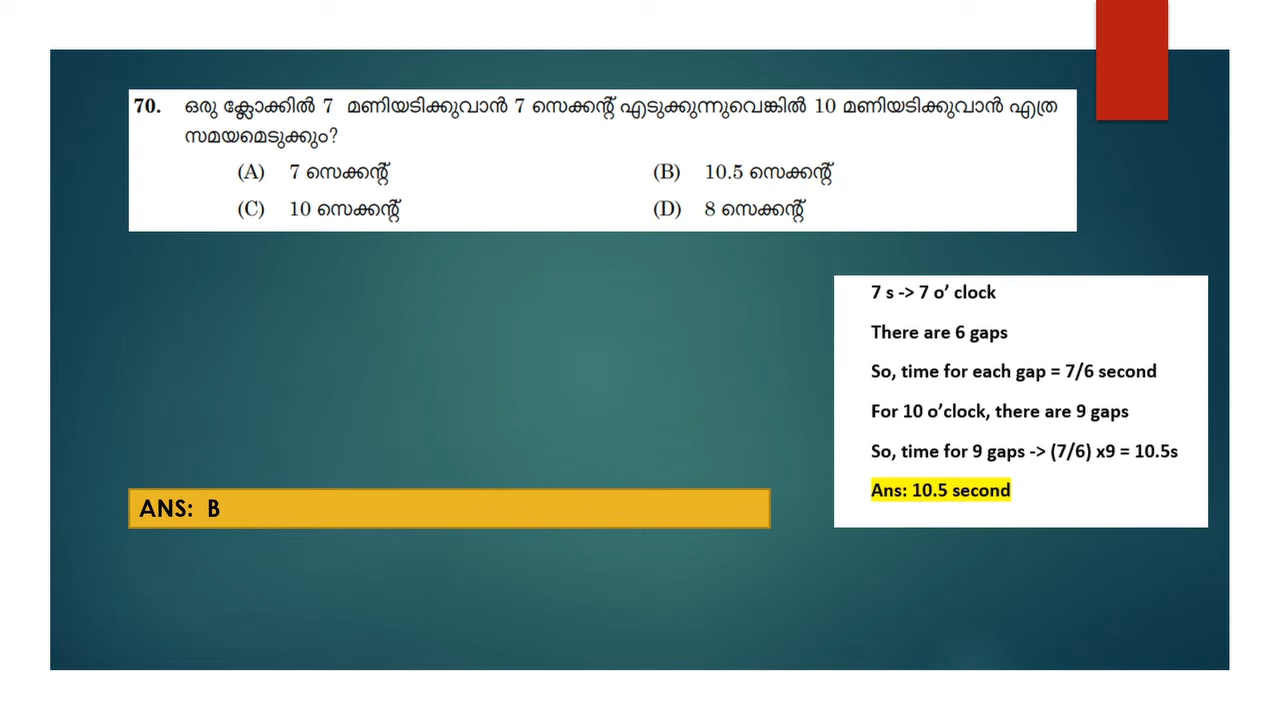 70. ഒരു ക്ലോക്കിൽ 7 മണിയടിക്കുവാൻ 7 സെക്കന്റ് എടുക്കുന്നുവെങ്കിൽ 10 മണിയടിക്കുവാൻ എത്ര
സമയമെടുക്കും?
(A) 7 സെക്കന്റ് (B) 10.5 സെക്കന്റ്
(C) 10 സെക്കന്റ് (D) 8 സെക്കന്റ്
7 s -> 7 o’ clock
There are 6 gaps
So, time for each gap = 7/6 second
For 10 o’clock, there are 9 gaps
So, time for 9 gaps -> (7/6) x9 = 10.5s
Ans: 10.5 second
ANS: B